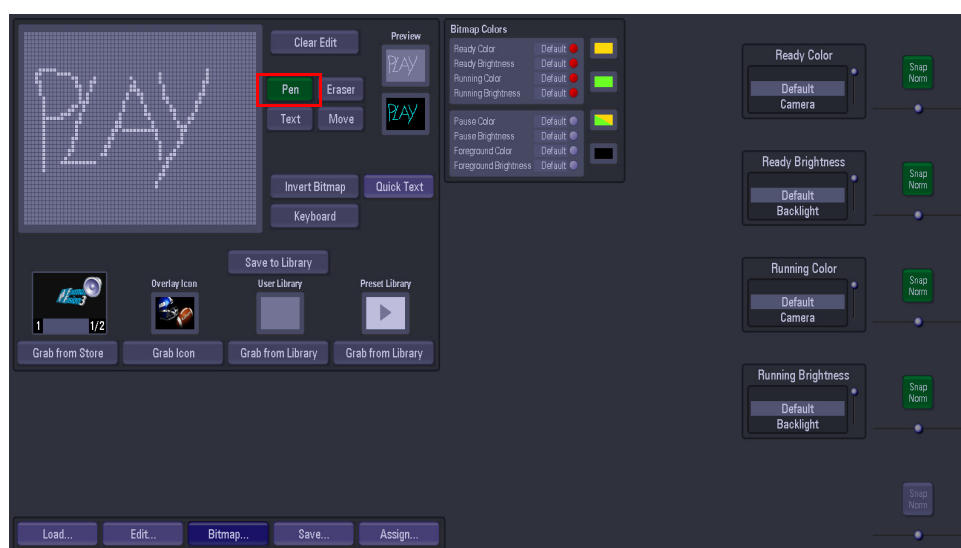 PLAY
Clear Edit
Preview
PLAY
Pen
Eraser
Text
Move
PLAY
Invert Bitmap
Quick Text
Keyboard
Save to Library
Overlay Icon
User Library
Preset Library
1
1/2
Grab from Store
Grab Icon
Grab from Library
Grab from Library
Bitmap Colors
Ready Color Default
Ready Brightness Default
Running Color Default
Running Brightness Default
Pause Color Default
Pause Brightness Default
Foreground Color Default
Foreground Brightness Default
Ready Color
Default
Camera
Snap
Norm
Ready Brightness
Default
Backlight
Snap
Norm
Running Color
Default
Camera
Snap
Norm
Running Brightness
Default
Backlight
Snap
Norm
Snap
Norm
Load...
Edit...
Bitmap...
Save...
Assign...